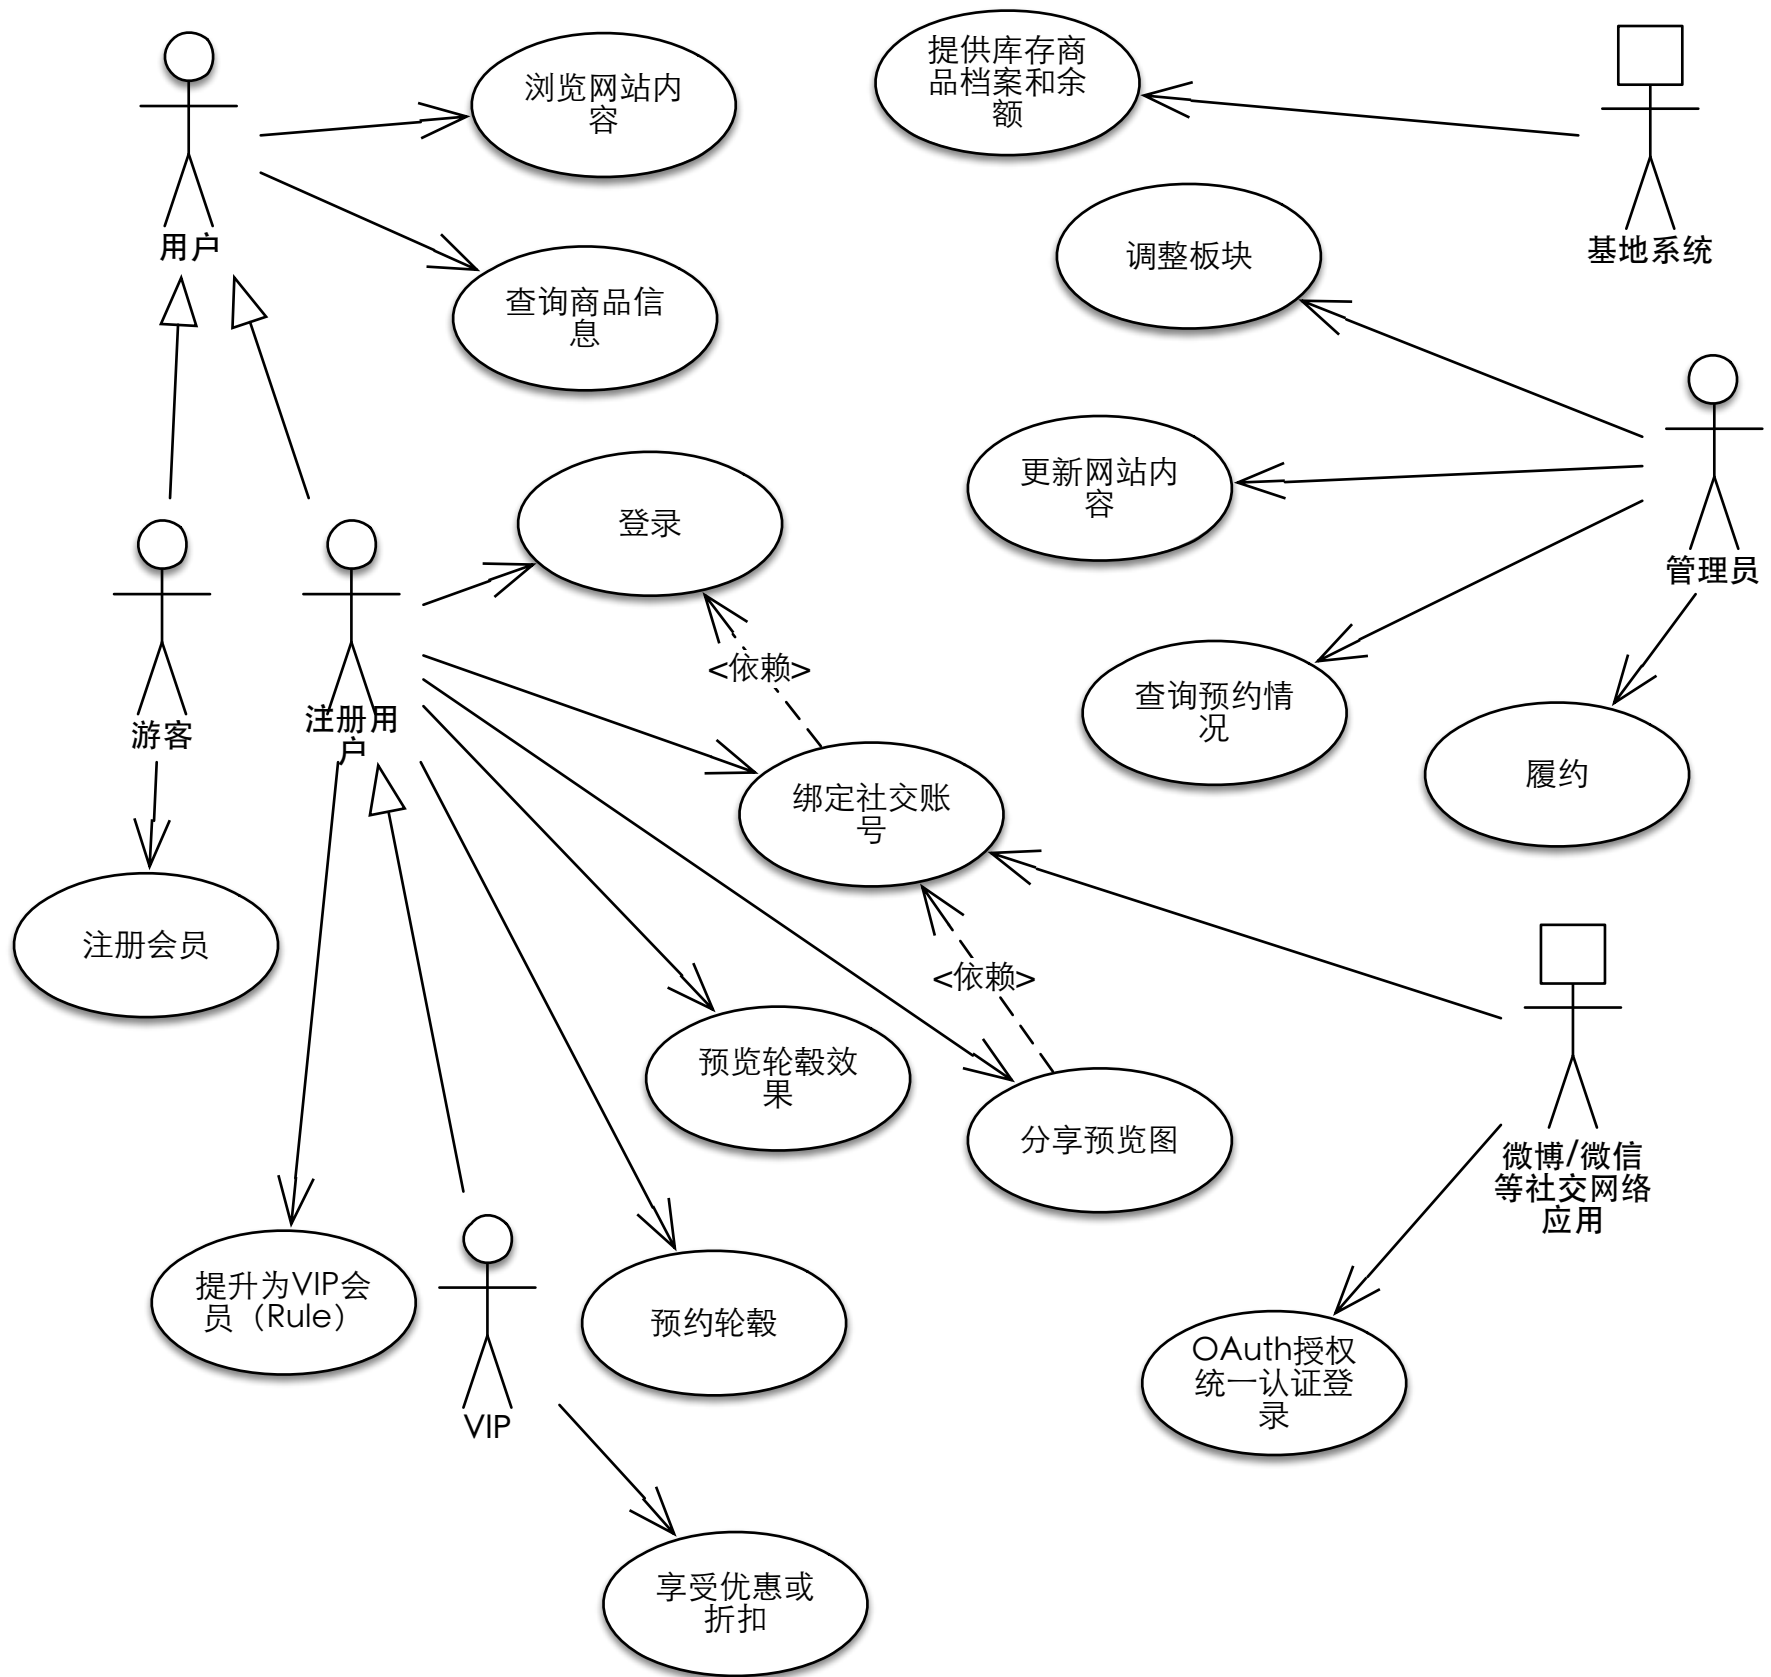 浏览网站内
容
提供库存商
品档案和余
额
用户
基地系统
调整板块
查询商品信
息
登录
更新网站内
容
管理员
<依赖>
查询预约情
况
游客
注册用
户
履约
绑定社交账
号
注册会员
<依赖>
预览轮毂效
果
分享预览图
微博/微信
等社交网络
应用
提升为VIP会
员（Rule）
预约轮毂
VIP
OAuth授权
统一认证登
录
享受优惠或
折扣